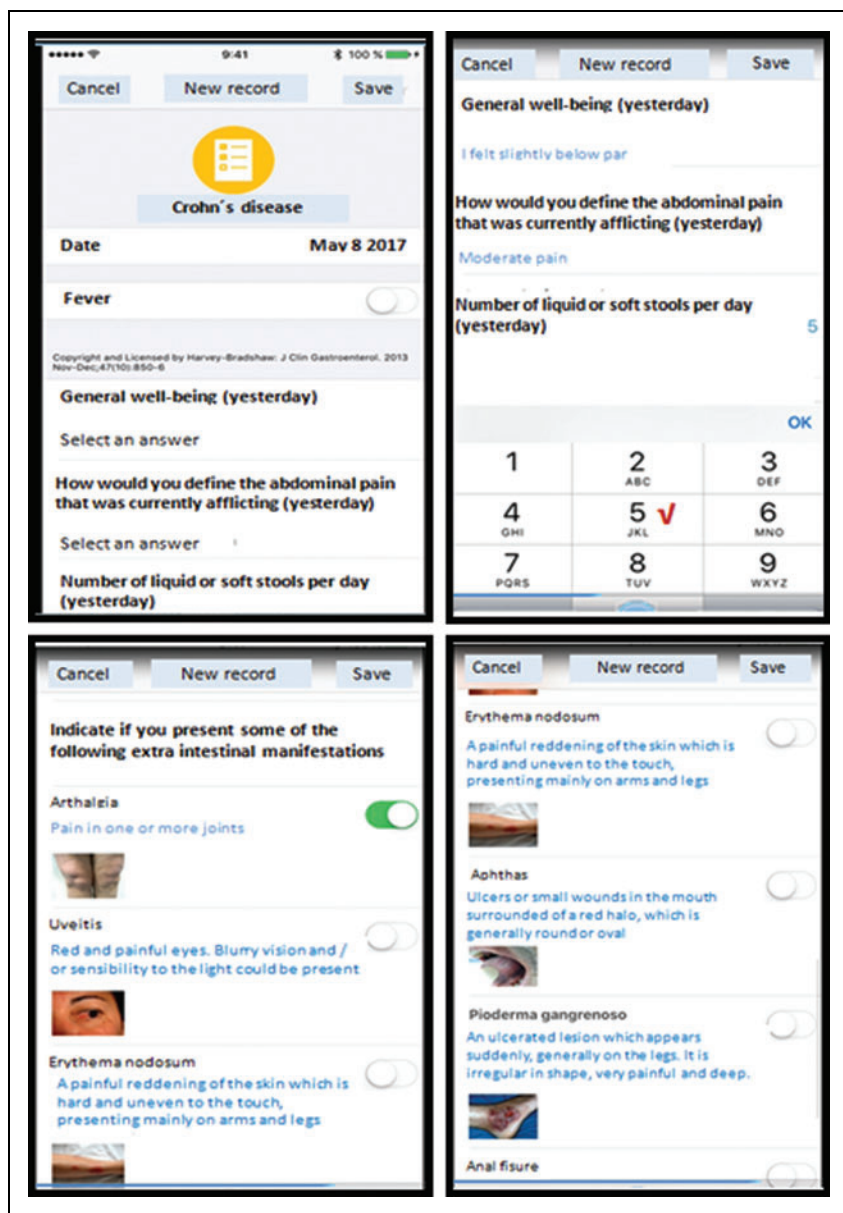 9:41 100 %
Cancel New record Save
Crohn´s disease
Date May 8 2017
Fever
Copyright and Licensed by Harvey-Bradshaw: J Clin Gastroenterol. 2013
Nov-Dec;47(10):850-6
General well-being (yesterday)
Select an answer
How would you define the abdominal pain
that was currently afflicting (yesterday)
Select an answer
Number of liquid or soft stools per day
(yesterday)
Cancel New record Save
General well-being (yesterday)
I felt slightly below par
How would you define the abdominal pain
that was currently afflicting (yesterday)
Moderate pain
Number of liquid or soft stools per day
(yesterday) 5
OK
1 2 3
ABC DEF
4 5 √ 6
GHI JKL MNO
7 8 9
PQRS TUV WXYZ
Cancel New record Save
Indicate if you present some of the
following extra intestinal manifestations
Arthalgia
Pain in one or more joints
Uveitis
Red and painful eyes. Blurry vision and /
or sensibility to the light could be present
Erythema nodosum
A painful reddening of the skin which is
hard and uneven to the touch,
presenting mainly on arms and legs
Cancel New record Save
Erythema nodosum
A painful reddening of the skin which is
hard and uneven to the touch,
presenting mainly on arms and legs
Aphthas
Ulcers or small wounds in the mouth
surrounded of a red halo, which is
generally round or oval
Pioderma gangrenoso
An ulcerated lesion which appears
suddenly, generally on the legs. It is
irregular in shape, very painful and deep.
Anal fisure